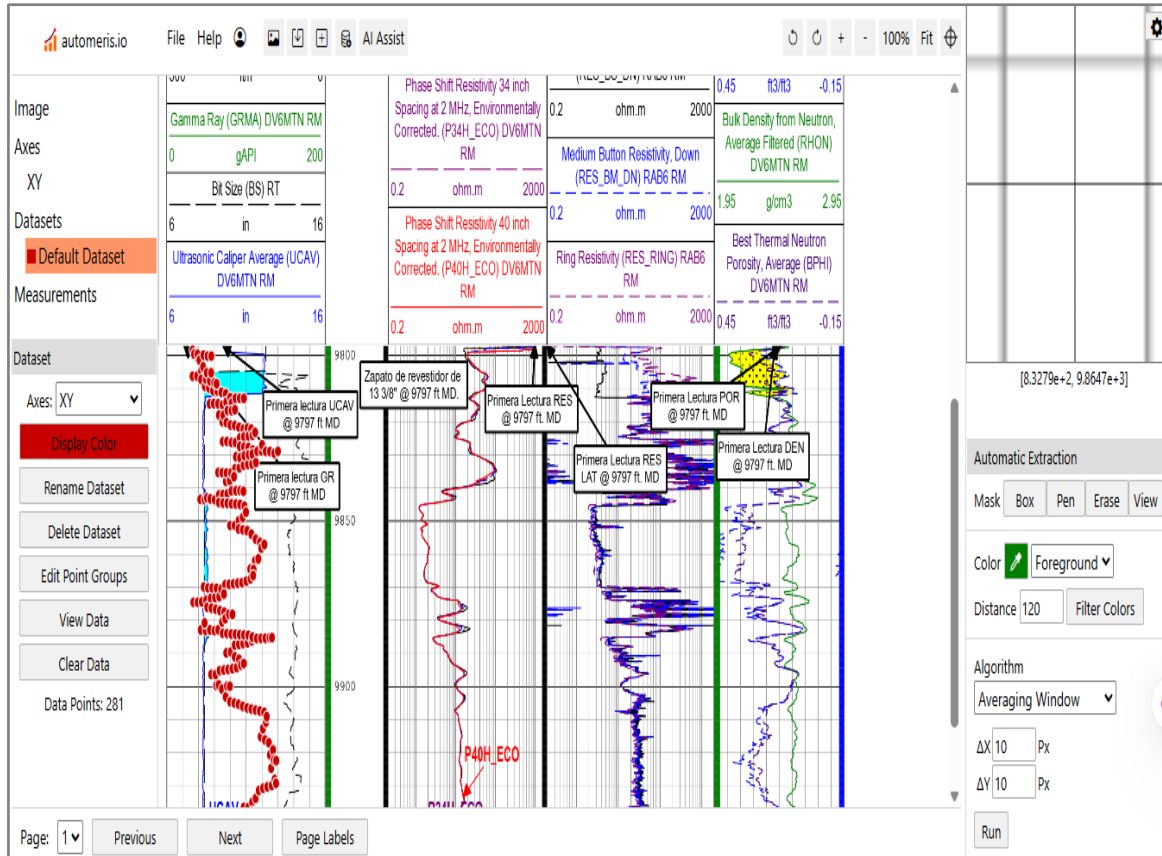 automeris.io
File Help AI Assist
+ - 100% Fit
Image
Axes
XY
Datasets
Default Dataset
Measurements
Dataset
Axes: XY
Display Color
Rename Dataset
Delete Dataset
Edit Point Groups
View Data
Clear Data
Data Points: 281
Gamma Ray (GRMA) DV6MTN RM
0 gAPI 200
Bit Size (BS) RT
6 in 16
Ultrasonic Caliper Average (UCAV)
DV6MTN RM
6 in 16
Phase Shift Resistivity 34 inch
Spacing at 2 MHz, Environmentally
Corrected. (P34H_ECO) DV6MTN
RM
0.2 ohm.m 2000
Phase Shift Resistivity 40 inch
Spacing at 2 MHz, Environmentally
Corrected. (P40H_ECO) DV6MTN
RM
0.2 ohm.m 2000
(RES_BS_DN) RAB6 RM
0.2 ohm.m 2000
Medium Button Resistivity, Down
(RES_BM_DN) RAB6 RM
0.2 ohm.m 2000
Ring Resistivity (RES_RING) RAB6
RM
0.2 ohm.m 2000
0.45 ft3/ft3 -0.15
Bulk Density from Neutron,
Average Filtered (RHON)
DV6MTN RM
1.95 g/cm3 2.95
Best Thermal Neutron
Porosity, Average (BPHI)
DV6MTN RM
0.45 ft3/ft3 -0.15
9800
9850
9900
Primera lectura UCAV
@ 9797 ft MD
Primera lectura GR
@ 9797 ft MD
Zapato de revestidor de
13 3/8" @ 9797 ft MD.
Primera Lectura RES
@ 9797 ft. MD
Primera Lectura RES
LAT @ 9797 ft. MD
Primera Lectura POR
@ 9797 ft. MD
Primera Lectura DEN
@ 9797 ft. MD
P40H_ECO
P34H_ECO
UCAV
[8.3279e+2, 9.8647e+3]
Automatic Extraction
Mask Box Pen Erase View
Color Foreground
Distance 120 Filter Colors
Algorithm
Averaging Window
ΔX 10 Px
ΔY 10 Px
Run
Page: 1 Previous Next Page Labels